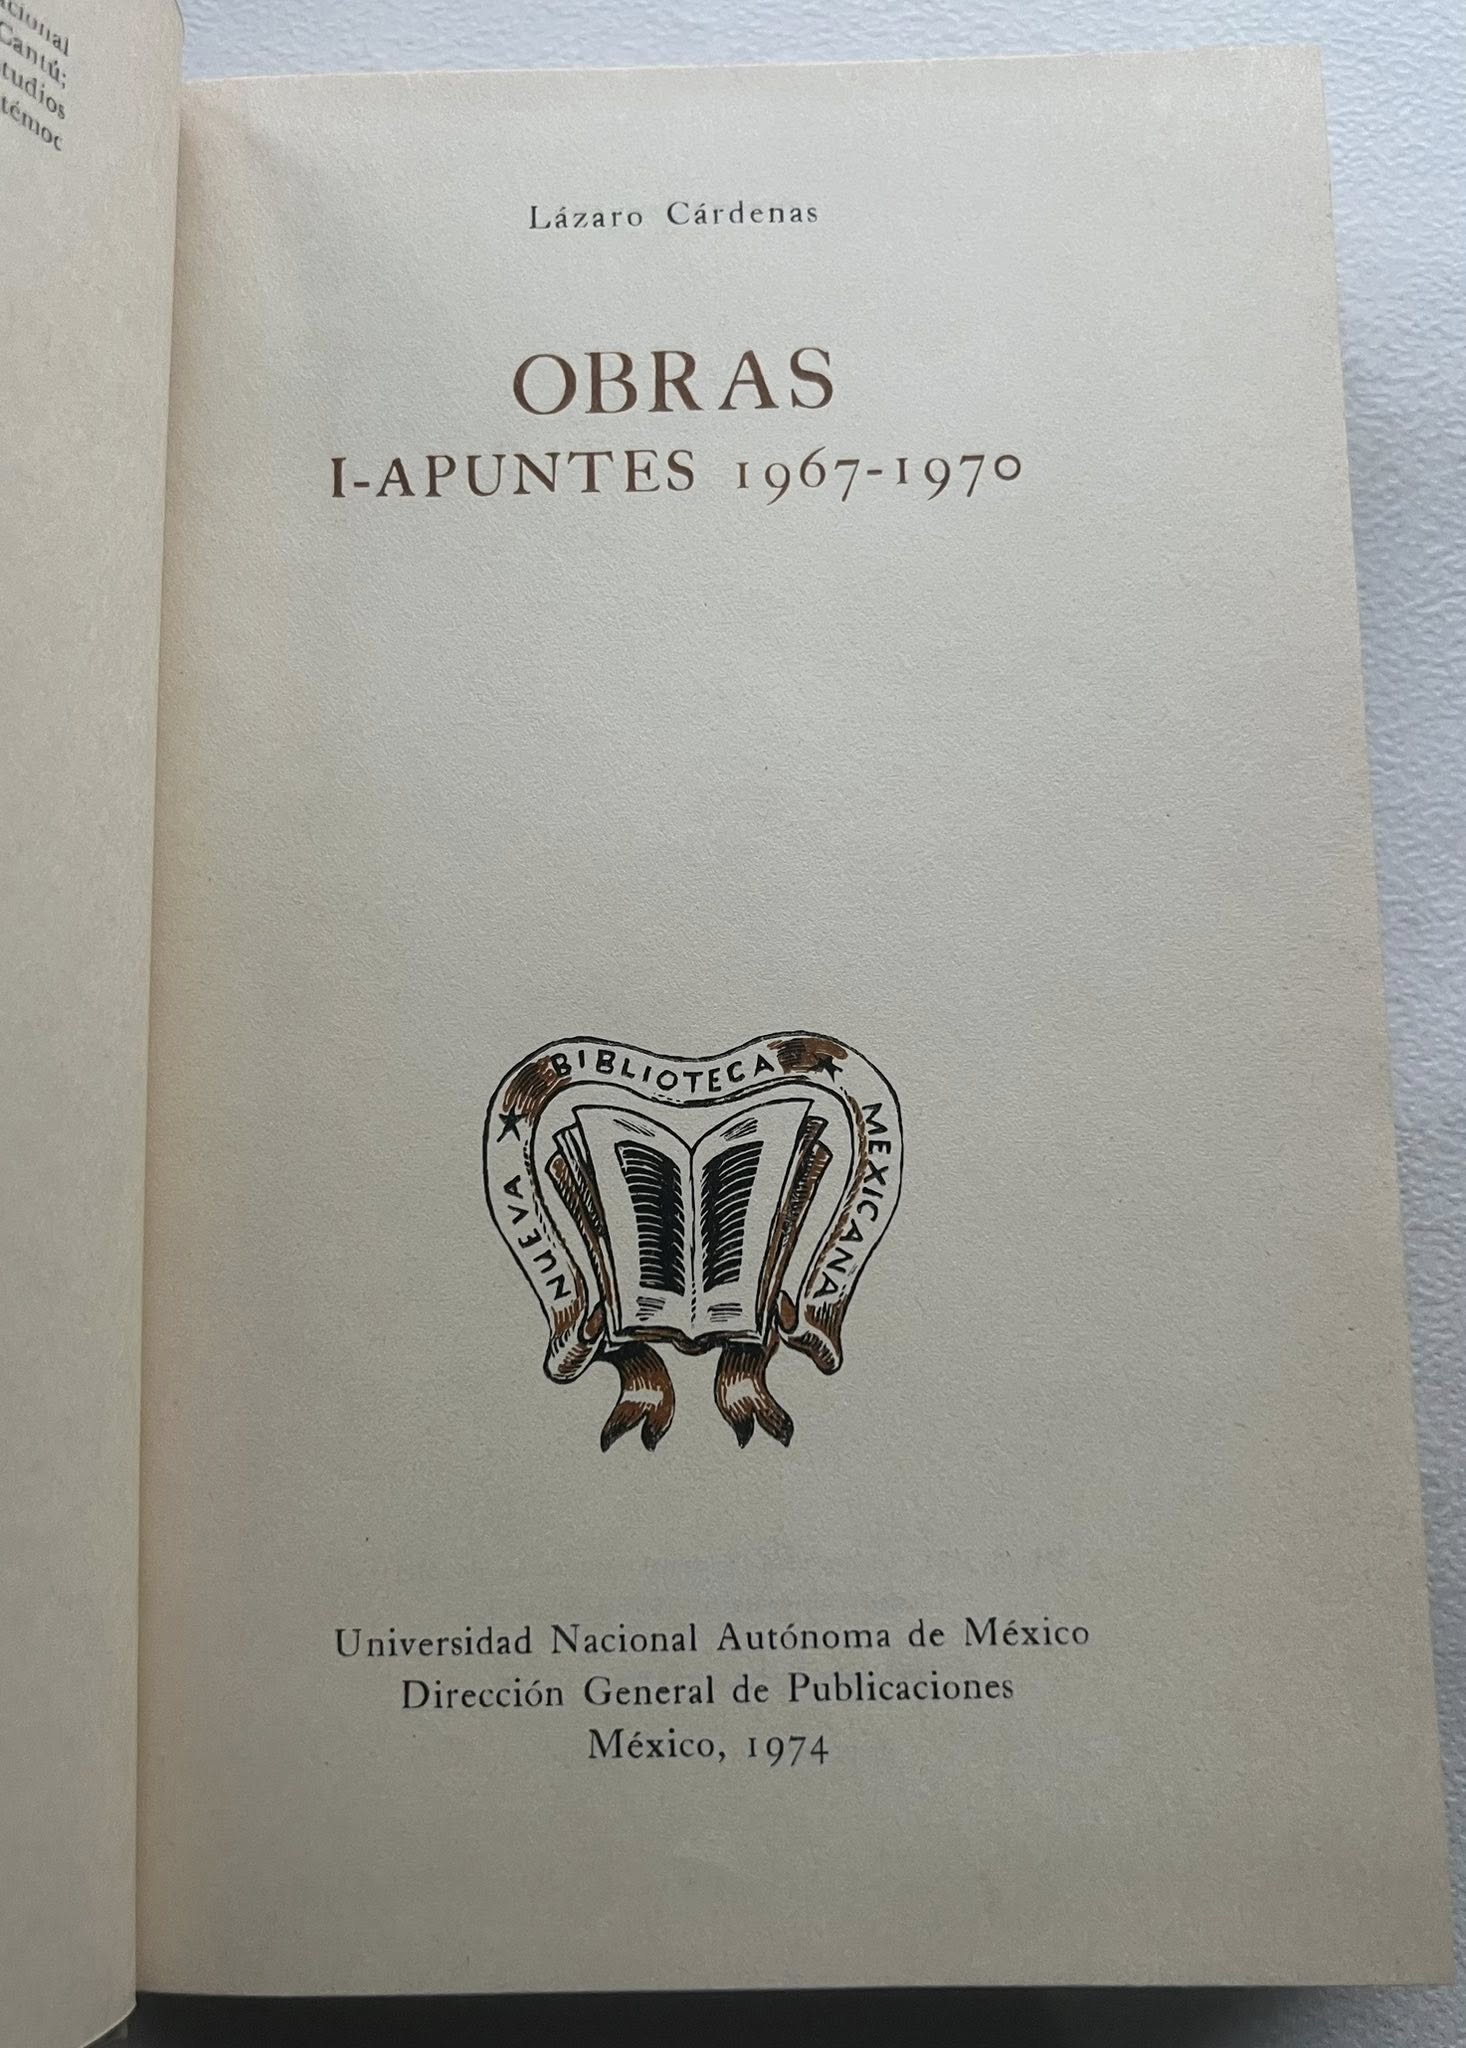 Cantú;
Lázaro Cárdenas
OBRAS
I-APUNTES 1967-1970
NUEVA ★ BIBLIOTECA ★ MEXICANA
Universidad Nacional Autónoma de México
Dirección General de Publicaciones
México, 1974